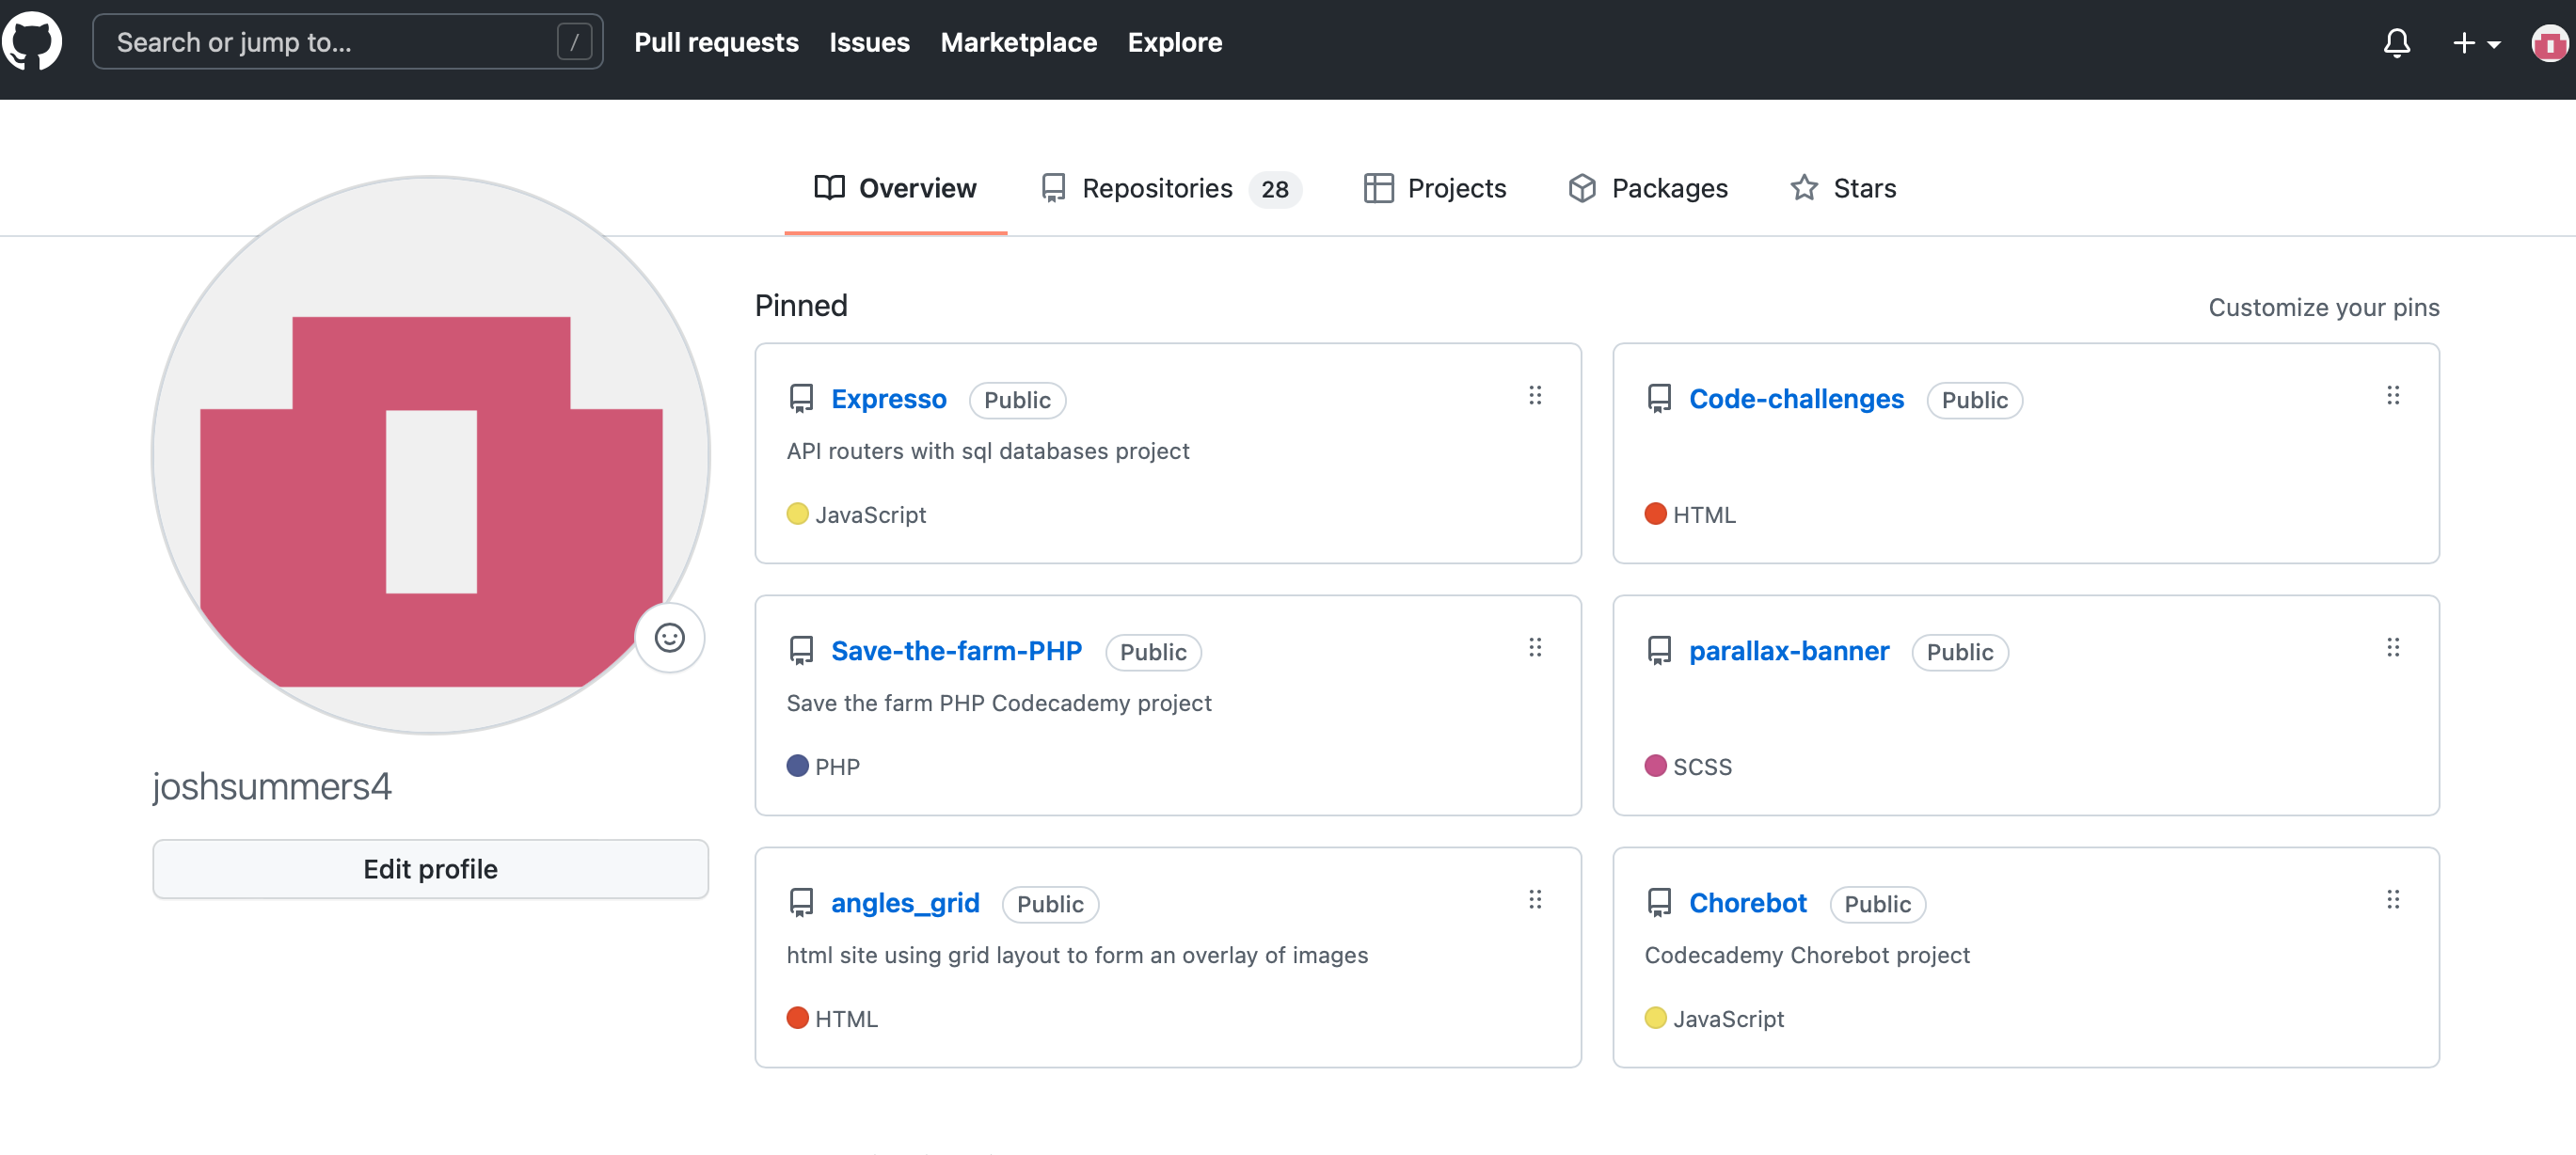 Search or jump to... /
Pull requests Issues Marketplace Explore
Overview Repositories 28 Projects Packages Stars
Pinned Customize your pins
Expresso Public
API routers with sql databases project
JavaScript
Code-challenges Public
HTML
Save-the-farm-PHP Public
Save the farm PHP Codecademy project
PHP
parallax-banner Public
SCSS
angles_grid Public
html site using grid layout to form an overlay of images
HTML
Chorebot Public
Codecademy Chorebot project
JavaScript
joshsummers4
Edit profile